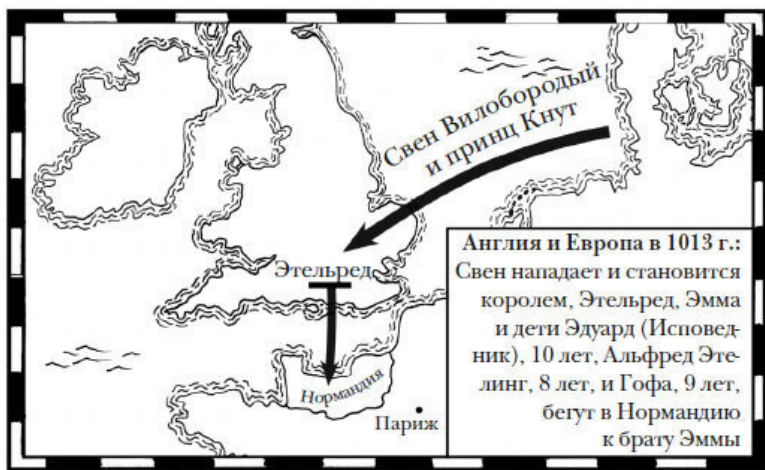 Свен Вилобородый
и принц Кнут
Этельред
Нормандия
Париж
Англия и Европа в 1013 г.:
Свен нападает и становится
королем, Этельред, Эмма
и дети Эдуард (Исповед-
ник), 10 лет, Альфред Эте-
линг, 8 лет, и Гофа, 9 лет,
бегут в Нормандию
к брату Эммы